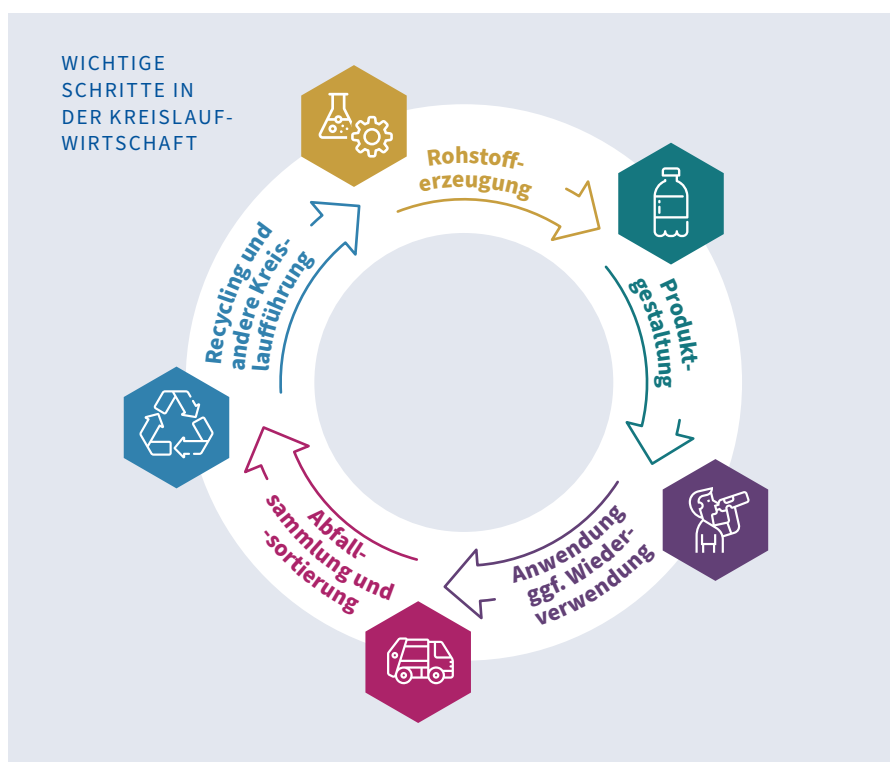 WICHTIGE
SCHRITTE IN
DER KREISLAUF-
WIRTSCHAFT
Rohstoff-
erzeugung
Produkt-
gestaltung
Anwendung
ggf. Wieder-
verwendung
Abfall-
sammlung und
-sortierung
Recycling und
andere Kreis-
laufführung